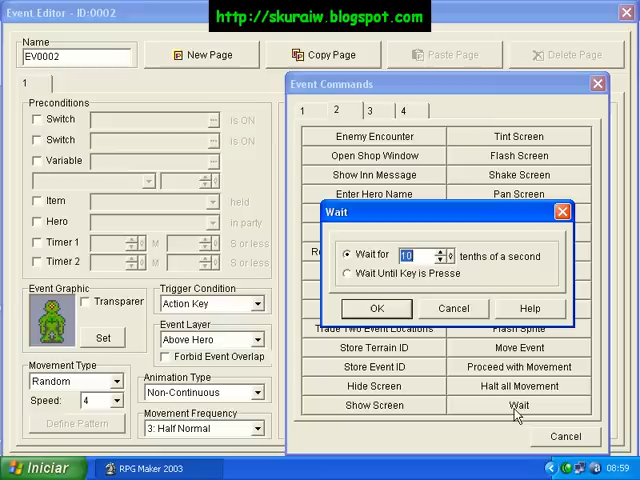 Event Editor - ID:0002
http://skuraiw.blogspot.com
Name
EV0002
New Page
Copy Page
Paste Page
Delete Page
1
Preconditions
Switch
... is ON
Switch
... is ON
Variable
...
Item
held
Hero
in party
Timer 1
M
S or less
Timer 2
M
S or less
Event Graphic
Transparer
Set
Trigger Condition
Action Key
Event Layer
Above Hero
Forbid Event Overlap
Movement Type
Random
Speed: 4
Define Pattern
Animation Type
Non-Continuous
Movement Frequency
3: Half Normal
Event Commands
1 2 3 4
Enemy Encounter
Tint Screen
Open Shop Window
Flash Screen
Show Inn Message
Shake Screen
Enter Hero Name
Pan Screen
Wait
Wait for 10 tenths of a second
Wait Until Key is Presse
OK
Cancel
Help
Trade Two Event Locations
Flash Sprite
Store Terrain ID
Move Event
Store Event ID
Proceed with Movement
Hide Screen
Halt all Movement
Show Screen
Wait
Cancel
Iniciar
RPG Maker 2003
08:59